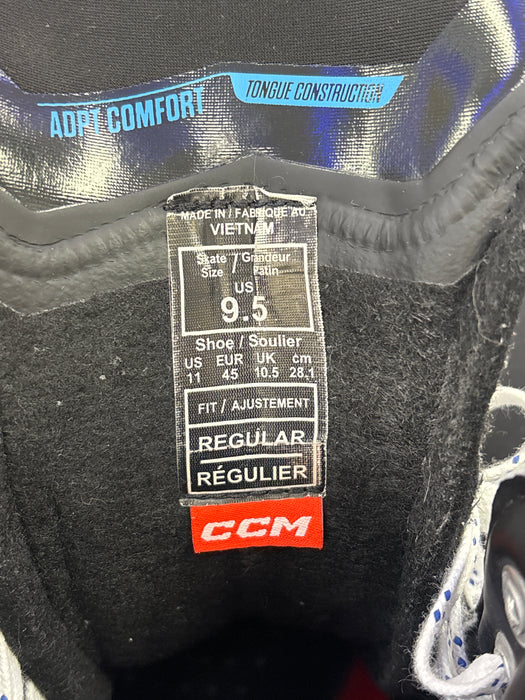 ADPT COMFORT
TONGUE CONSTRUCTION
MADE IN / FABRIQUÉ AU:
VIETNAM
Skate / Grandeur
Size Patin
US
9.5
Shoe / Soulier
US EUR UK cm
11 45 10.5 28.1
FIT / AJUSTEMENT
REGULAR
RÉGULIER
CCM